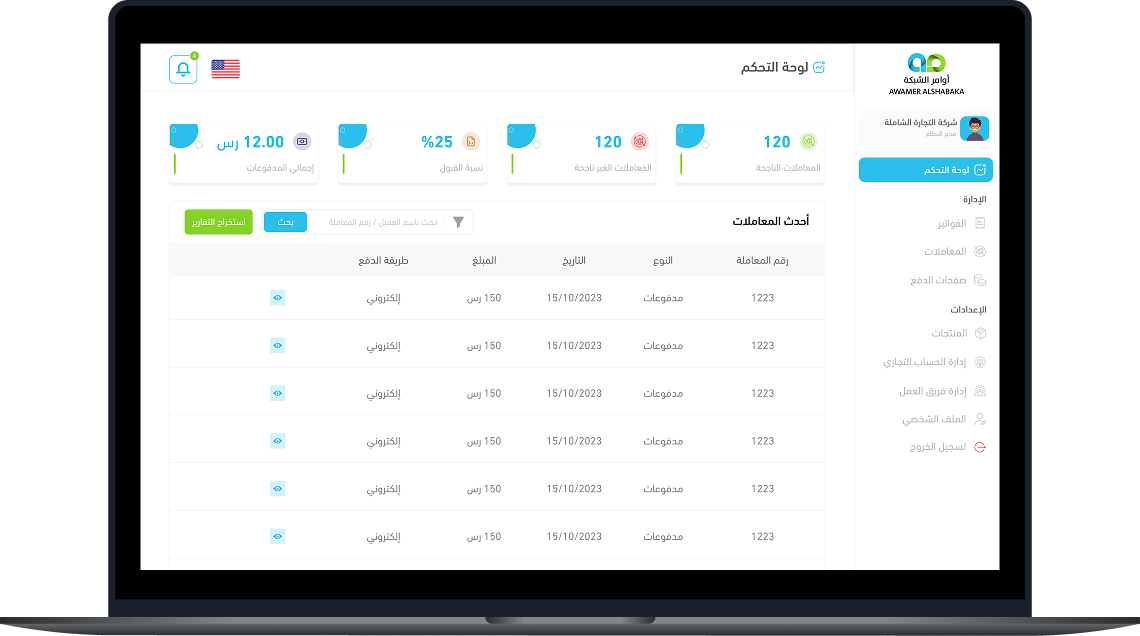 أوامر الشبكة
AWAMER ALSHABAKA
شركة التجارة الشاملة
مدير النظام
لوحة التحكم
الإدارة
الفواتير
المعاملات
صفحات الدفع
الإعدادات
المنتجات
إدارة الحساب التجاري
إدارة فريق العمل
الملف الشخصي
تسجيل الخروج
لوحة التحكم
120
المعاملات الناجحة
120
المعاملات الغير ناجحة
%25
نسبة القبول
12.00 رس
إجمالي المدفوعات
أحدث المعاملات
ابحث باسم العميل / رقم المعاملة
بحث
استخراج التقارير
رقم المعاملة النوع التاريخ المبلغ طريقة الدفع
1223 مدفوعات 15/10/2023 150 رس إلكتروني
1223 مدفوعات 15/10/2023 150 رس إلكتروني
1223 مدفوعات 15/10/2023 150 رس إلكتروني
1223 مدفوعات 15/10/2023 150 رس إلكتروني
1223 مدفوعات 15/10/2023 150 رس إلكتروني
1223 مدفوعات 15/10/2023 150 رس إلكتروني